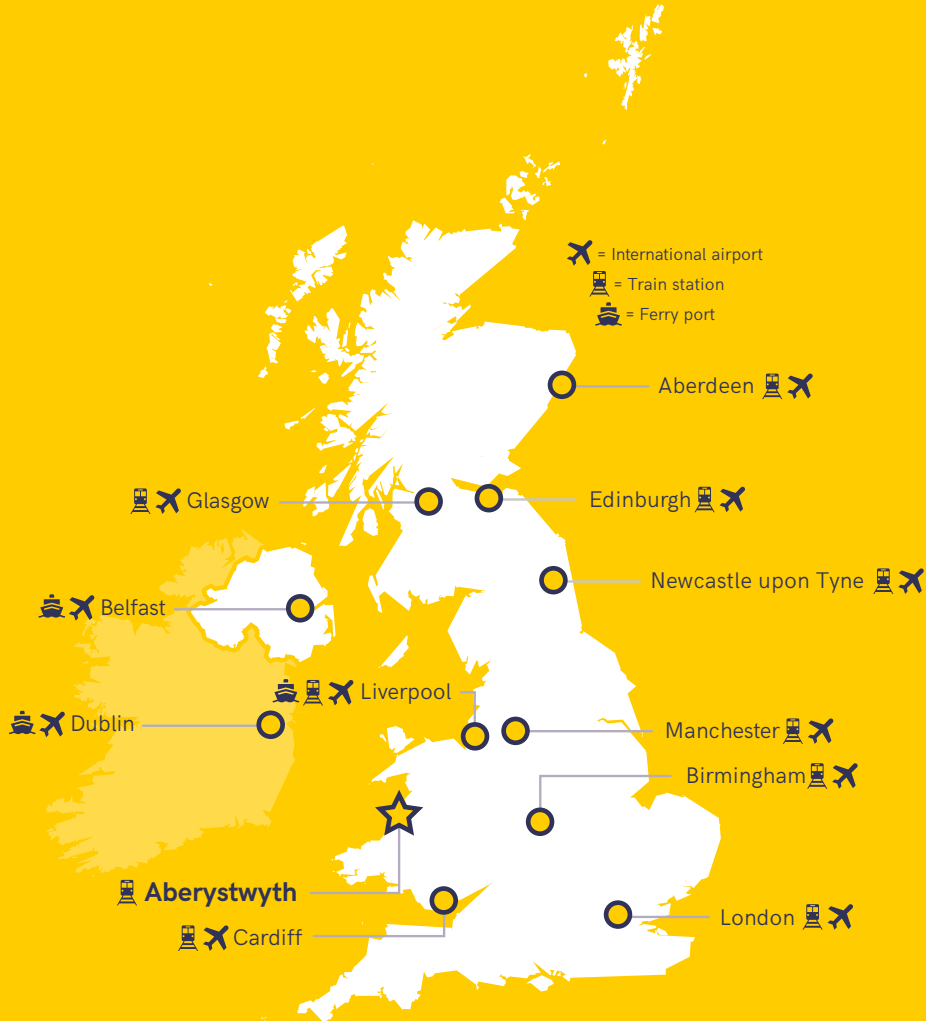 = International airport
= Train station
= Ferry port
Aberdeen
Glasgow
Edinburgh
Newcastle upon Tyne
Belfast
Liverpool
Dublin
Manchester
Birmingham
Aberystwyth
London
Cardiff